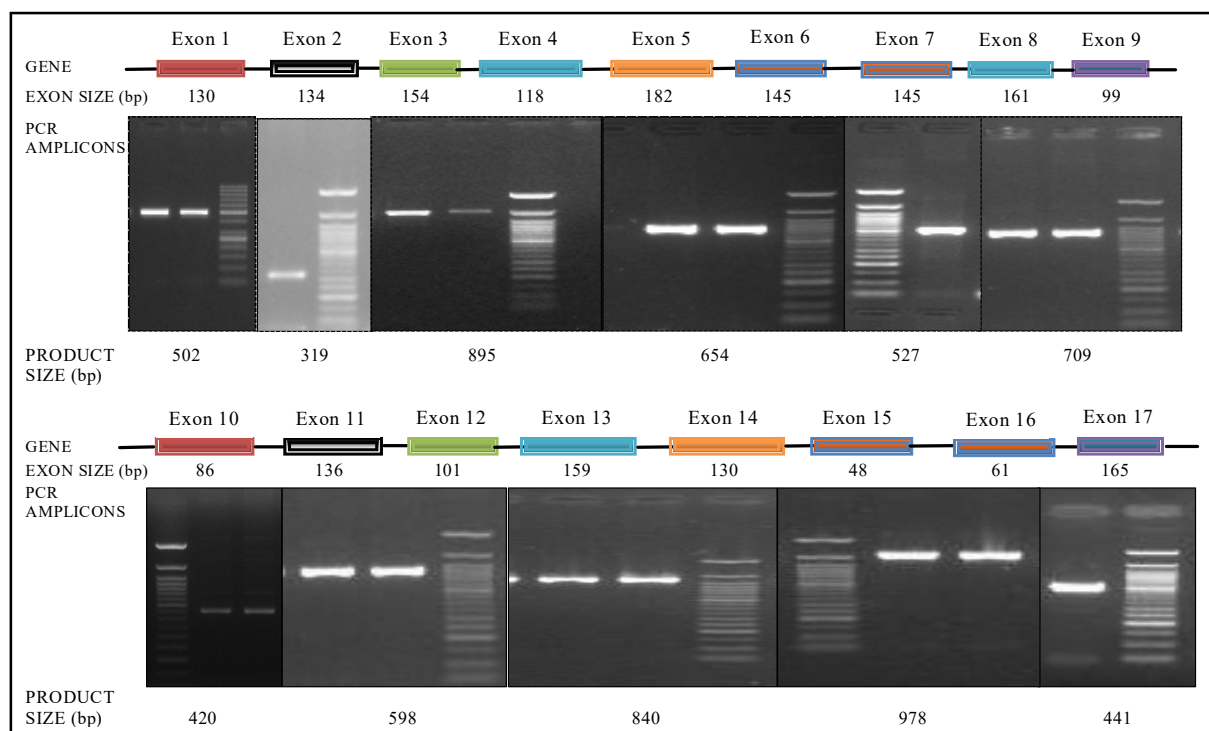 Exon 1 Exon 2 Exon 3 Exon 4 Exon 5 Exon 6 Exon 7 Exon 8 Exon 9
GENE
EXON SIZE (bp) 130 134 154 118 182 145 145 161 99
PCR
AMPLICONS
PRODUCT 502 319 895 654 527 709
SIZE (bp)
Exon 10 Exon 11 Exon 12 Exon 13 Exon 14 Exon 15 Exon 16 Exon 17
GENE
EXON SIZE (bp) 86 136 101 159 130 48 61 165
PCR
AMPLICONS
PRODUCT
SIZE (bp) 420 598 840 978 441